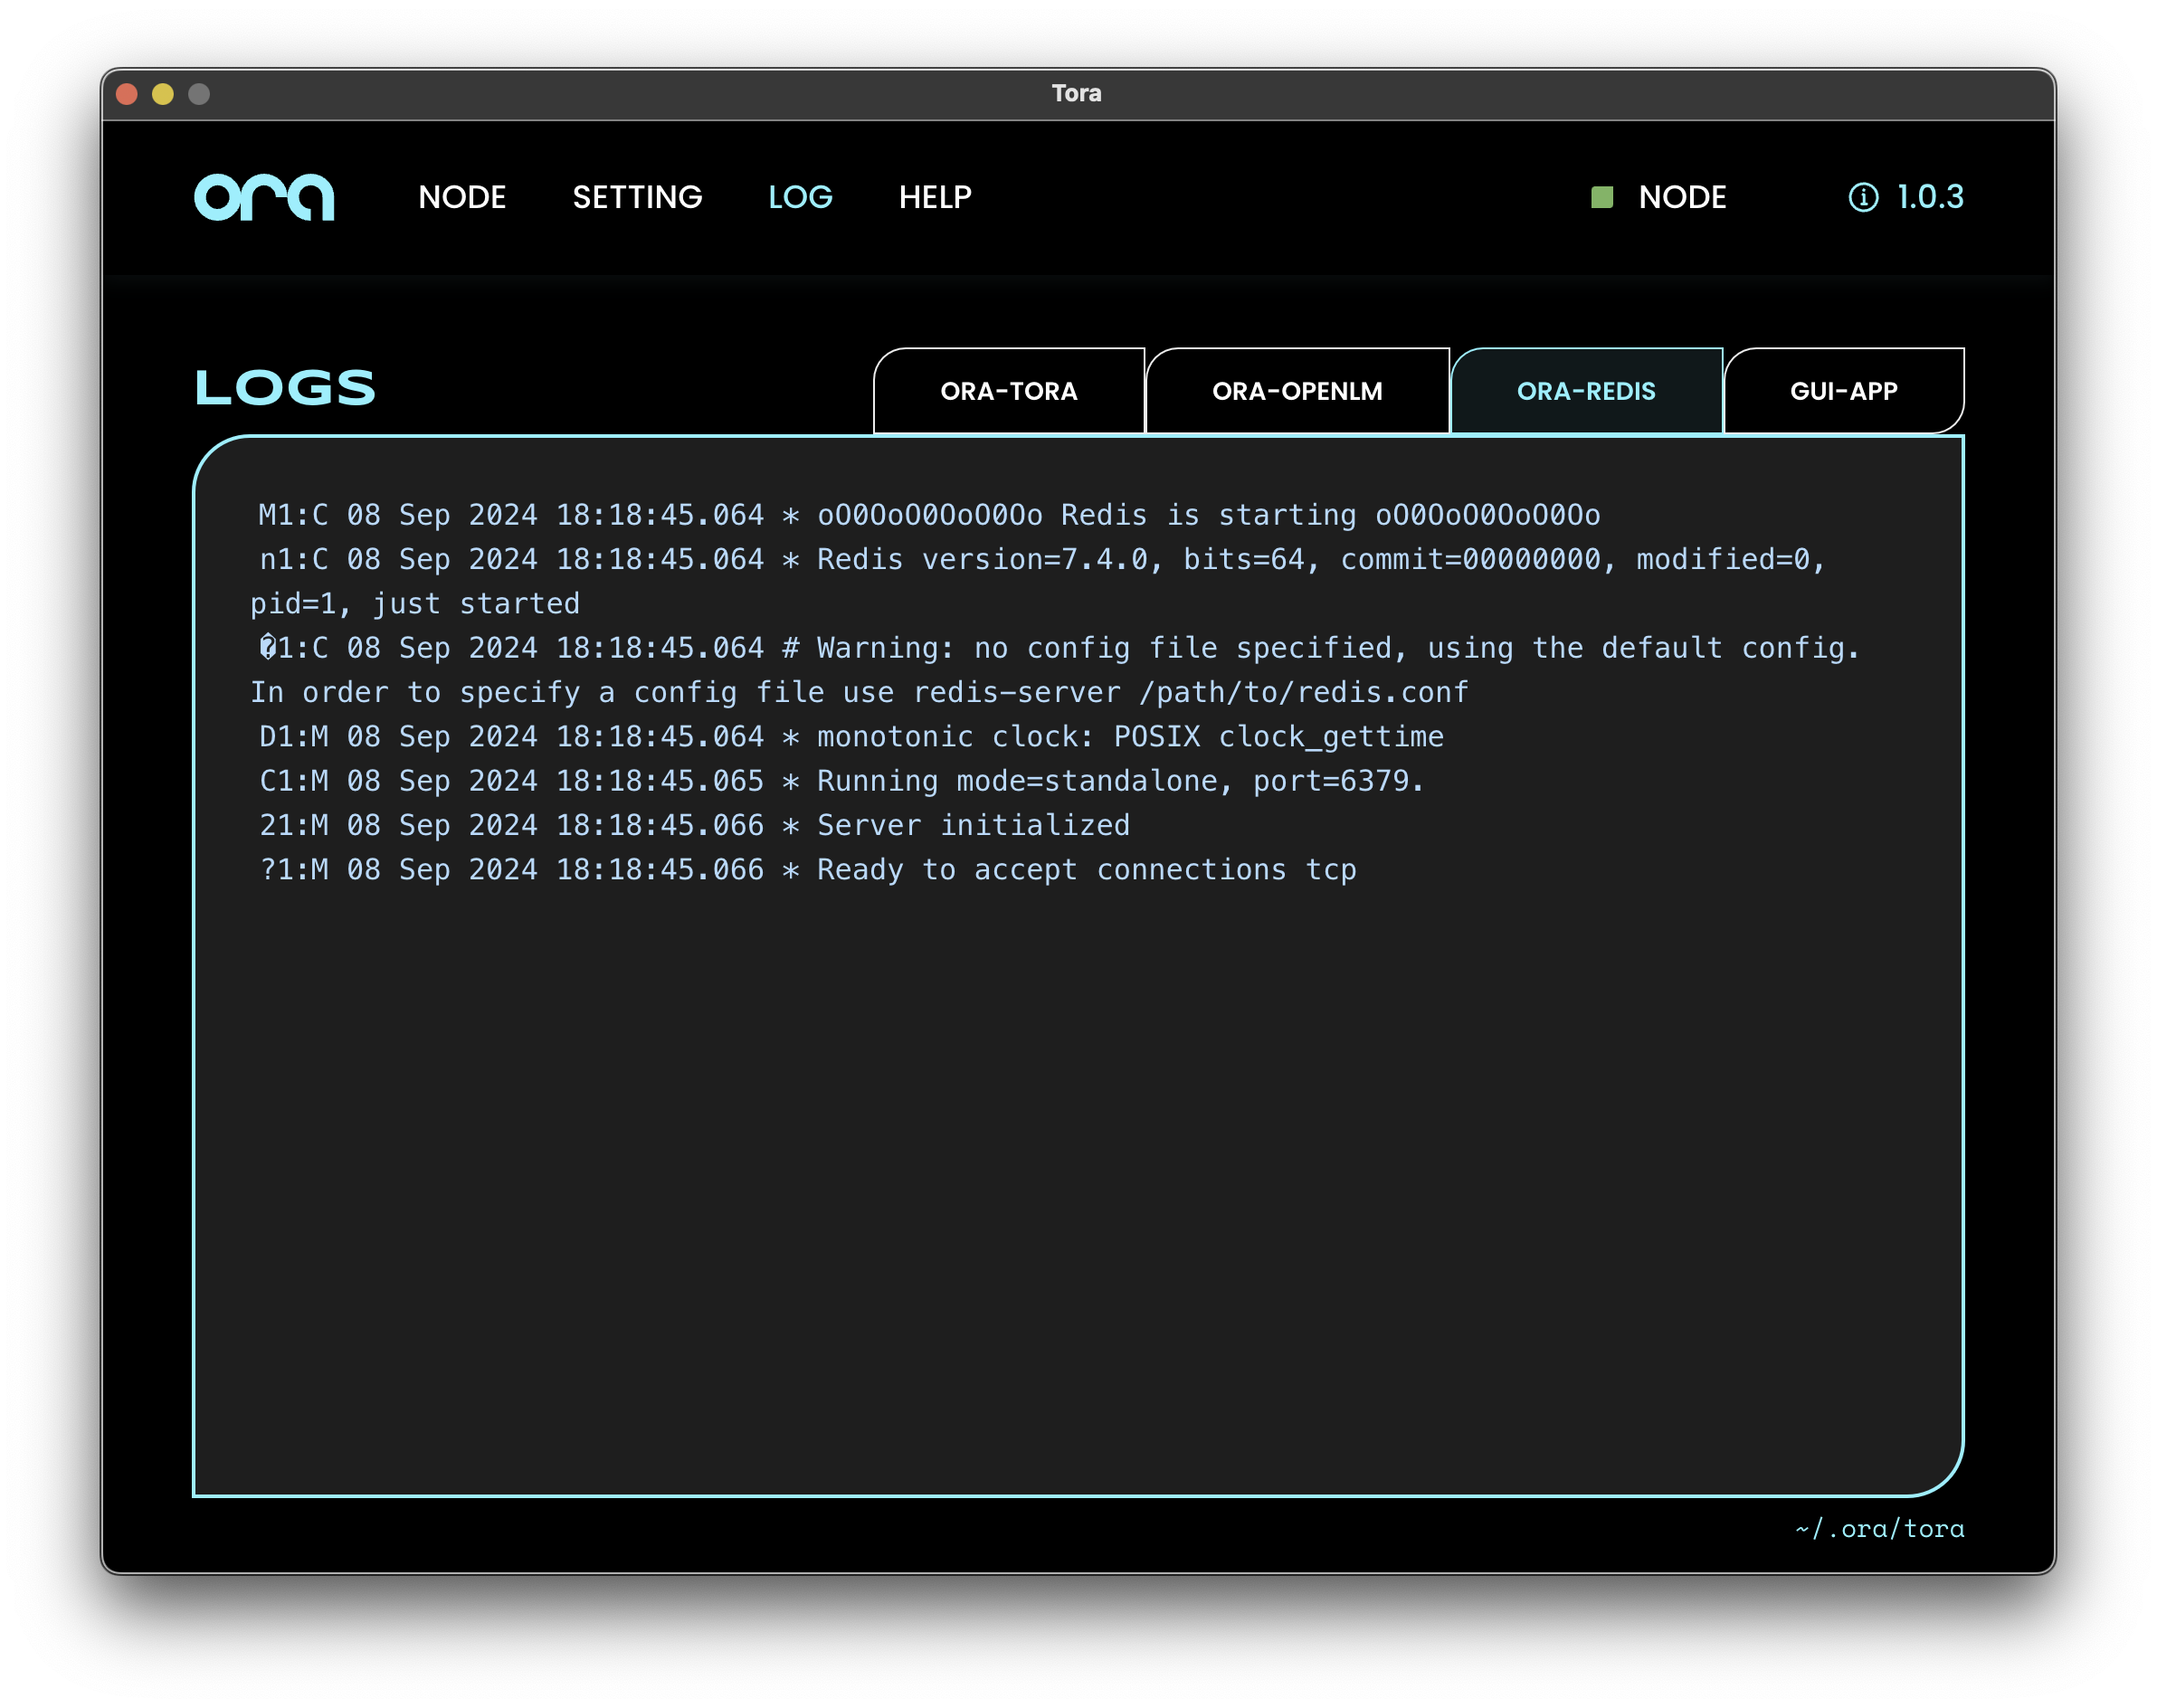 Tora
ora
NODE
SETTING
LOG
HELP
NODE
1.0.3
LOGS
ORA-TORA
ORA-OPENLM
ORA-REDIS
GUI-APP
M1:C 08 Sep 2024 18:18:45.064 * oO0OoO0OoO0Oo Redis is starting oO0OoO0OoO0Oo
n1:C 08 Sep 2024 18:18:45.064 * Redis version=7.4.0, bits=64, commit=00000000, modified=0,
pid=1, just started
�1:C 08 Sep 2024 18:18:45.064 # Warning: no config file specified, using the default config.
In order to specify a config file use redis-server /path/to/redis.conf
D1:M 08 Sep 2024 18:18:45.064 * monotonic clock: POSIX clock_gettime
C1:M 08 Sep 2024 18:18:45.065 * Running mode=standalone, port=6379.
21:M 08 Sep 2024 18:18:45.066 * Server initialized
?1:M 08 Sep 2024 18:18:45.066 * Ready to accept connections tcp
~/.ora/tora